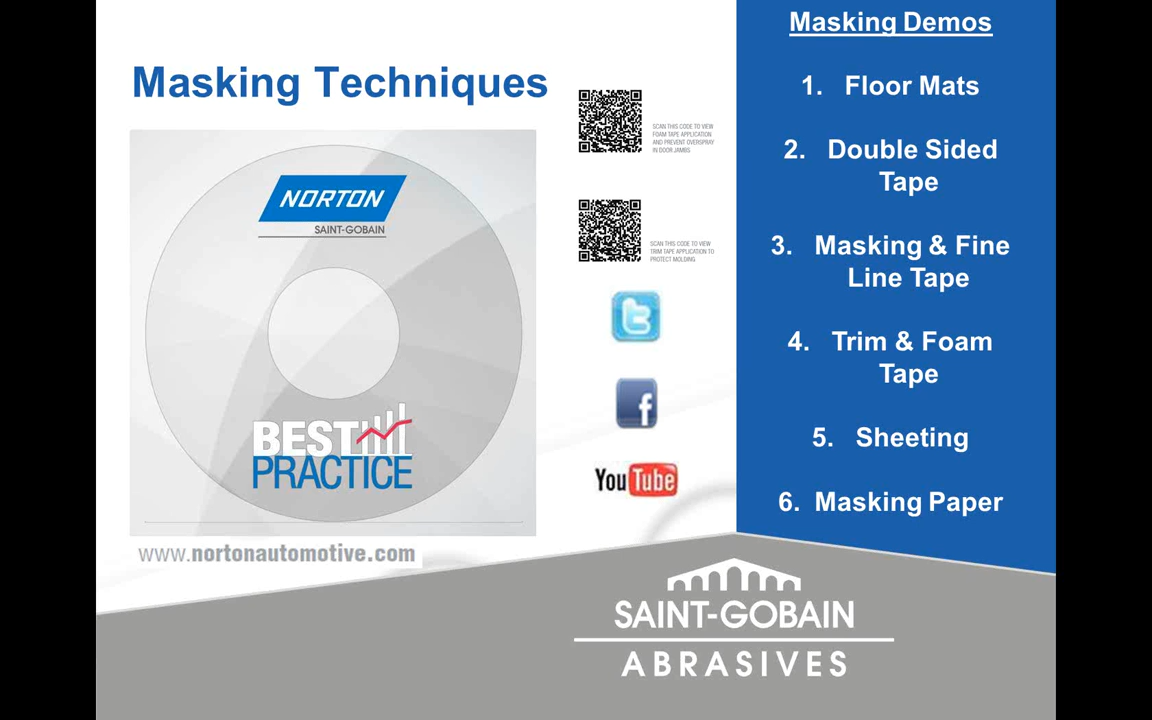 Masking Techniques
NORTON
SAINT-GOBAIN
BEST
PRACTICE
www.nortonautomotive.com
SCAN THIS CODE TO VIEW
FOAM TAPE APPLICATION
AND PREVENT OVERSPRAY
IN DOOR JAMBS
SCAN THIS CODE TO VIEW
TRIM TAPE APPLICATION TO
PROTECT MOLDING
t
f
YouTube
Masking Demos
1. Floor Mats
2. Double Sided
Tape
3. Masking & Fine
Line Tape
4. Trim & Foam
Tape
5. Sheeting
6. Masking Paper
SAINT-GOBAIN
ABRASIVES